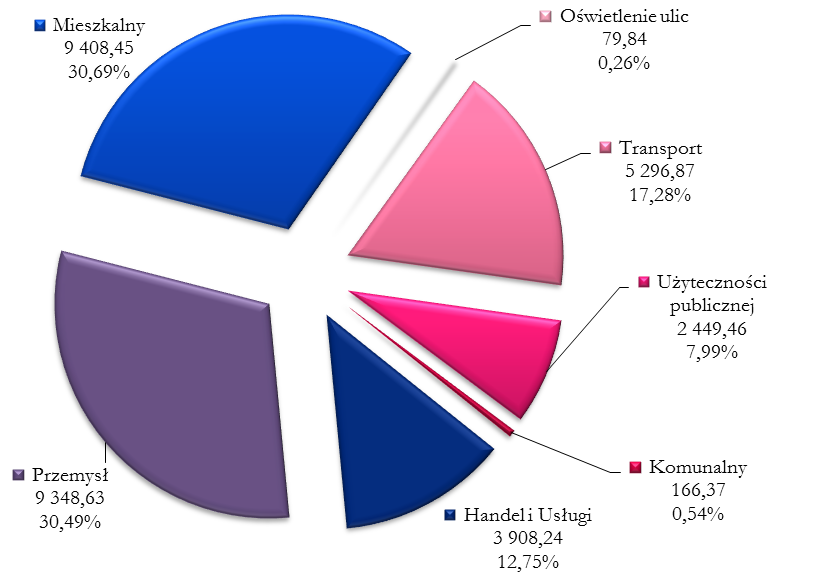 Mieszkalny
9 408,45
30,69%
Oświetlenie ulic
79,84
0,26%
Transport
5 296,87
17,28%
Użyteczności
publicznej
2 449,46
7,99%
Komunalny
166,37
0,54%
Handel i Usługi
3 908,24
12,75%
Przemysł
9 348,63
30,49%